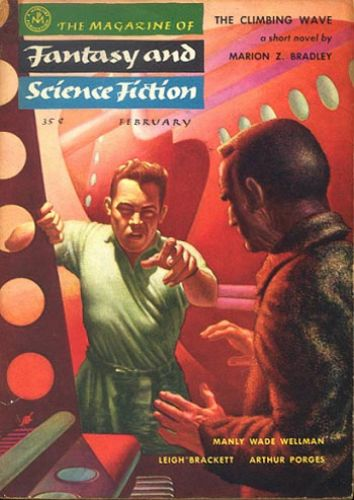 THE MAGAZINE OF
Fantasy and
Science Fiction
35¢ FEBRUARY
THE CLIMBING WAVE
a short novel by
MARION Z. BRADLEY
MANLY WADE WELLMAN
LEIGH BRACKETT ARTHUR PORGES